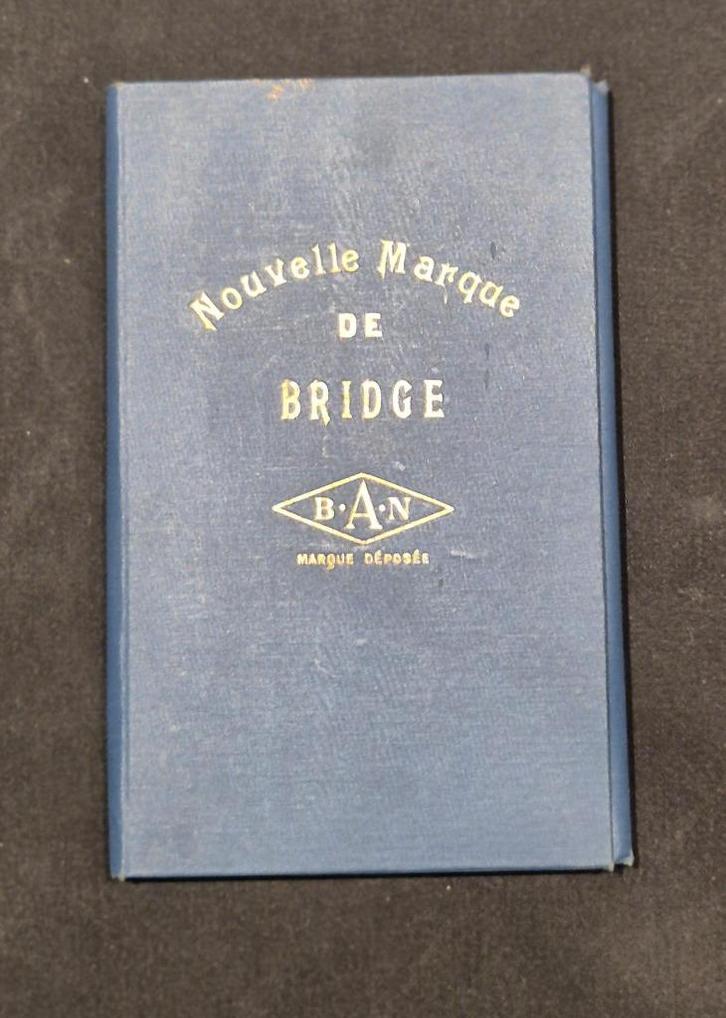 Nouvelle Marque
DE
BRIDGE
B·A·N
MARQUE DÉPOSÉE